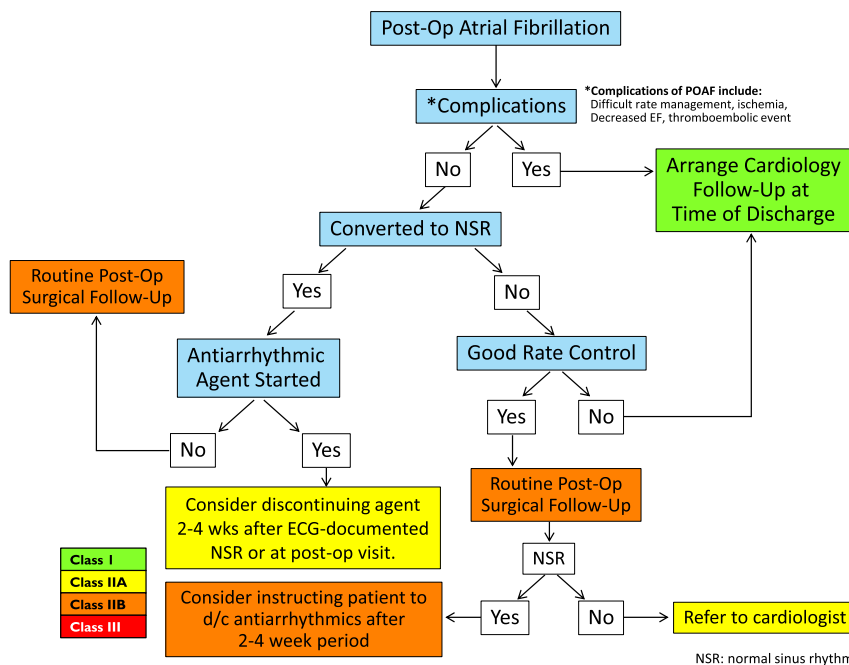 Post-Op Atrial Fibrillation
*Complications
*Complications of POAF include:
Difficult rate management, ischemia,
Decreased EF, thromboembolic event
No
Yes
Arrange Cardiology
Follow-Up at
Time of Discharge
Converted to NSR
Routine Post-Op
Surgical Follow-Up
Yes
No
Antiarrhythmic
Agent Started
Good Rate Control
No
Yes
Yes
No
Consider discontinuing agent
2-4 wks after ECG-documented
NSR or at post-op visit.
Routine Post-Op
Surgical Follow-Up
NSR
Class I
Class IIA
Class IIB
Class III
Consider instructing patient to
d/c antiarrhythmics after
2-4 week period
Yes
No
Refer to cardiologist
NSR: normal sinus rhythm